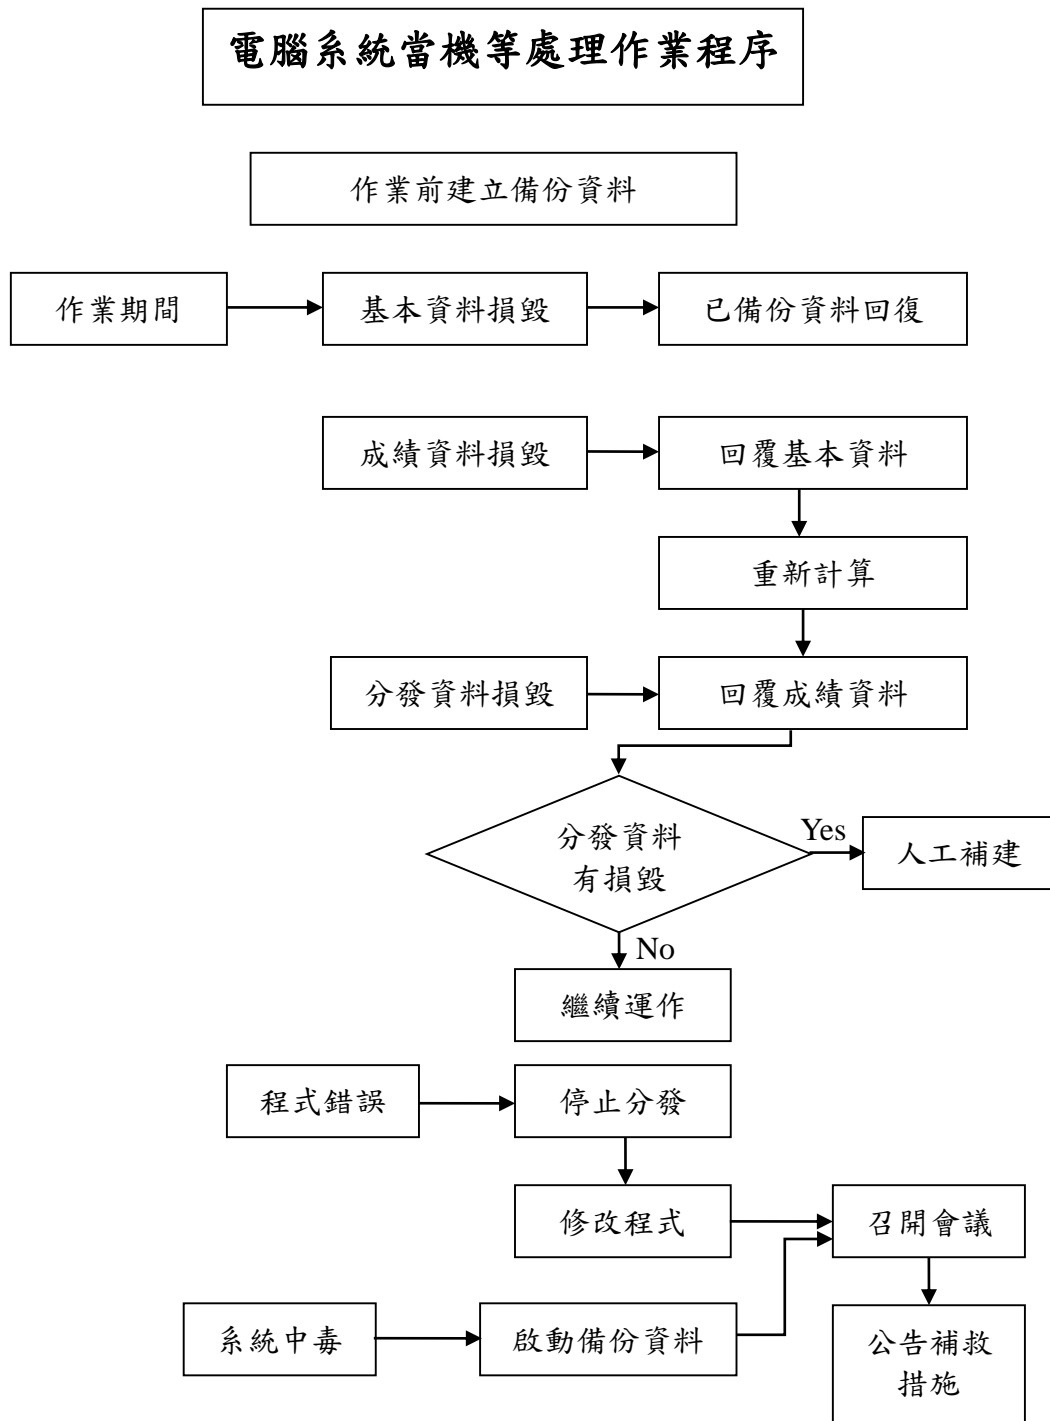 電腦系統當機等處理作業程序
作業前建立備份資料
作業期間
基本資料損毀
已備份資料回復
成績資料損毀
回覆基本資料
重新計算
分發資料損毀
回覆成績資料
分發資料
有損毀
Yes
人工補建
No
繼續運作
程式錯誤
停止分發
修改程式
召開會議
系統中毒
啟動備份資料
公告補救
措施